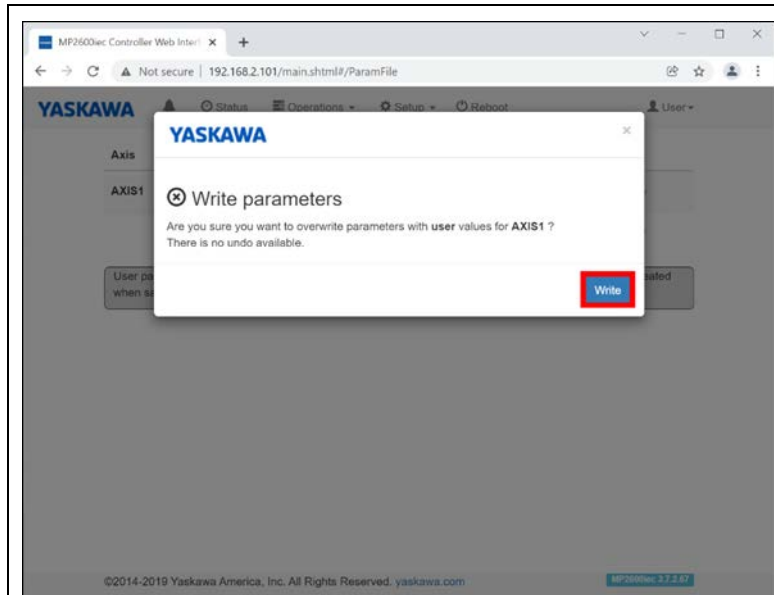 MP2600iec Controller Web Inter
Not secure | 192.168.2.101/main.shtml#/ParamFile
YASKAWA Status Operations Setup Reboot User
YASKAWA ×
Axis
AXIS1
Write parameters
Are you sure you want to overwrite parameters with user values for AXIS1 ?
There is no undo available.
User pa
when sa
Write
©2014-2019 Yaskawa America, Inc. All Rights Reserved. yaskawa.com MP2600iec 3.7.2.67